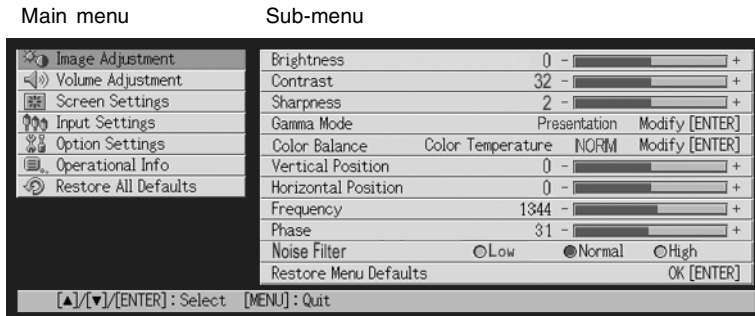 Main menu
Sub-menu
Image Adjustment
Volume Adjustment
Screen Settings
Input Settings
Option Settings
Operational Info
Restore All Defaults
Brightness 0 - +
Contrast 32 - +
Sharpness 2 - +
Gamma Mode Presentation Modify [ENTER]
Color Balance Color Temperature NORM Modify [ENTER]
Vertical Position 0 - +
Horizontal Position 0 - +
Frequency 1344 - +
Phase 31 - +
Noise Filter Low Normal High
Restore Menu Defaults OK [ENTER]
[▲]/[▼]/[ENTER] : Select [MENU] : Quit